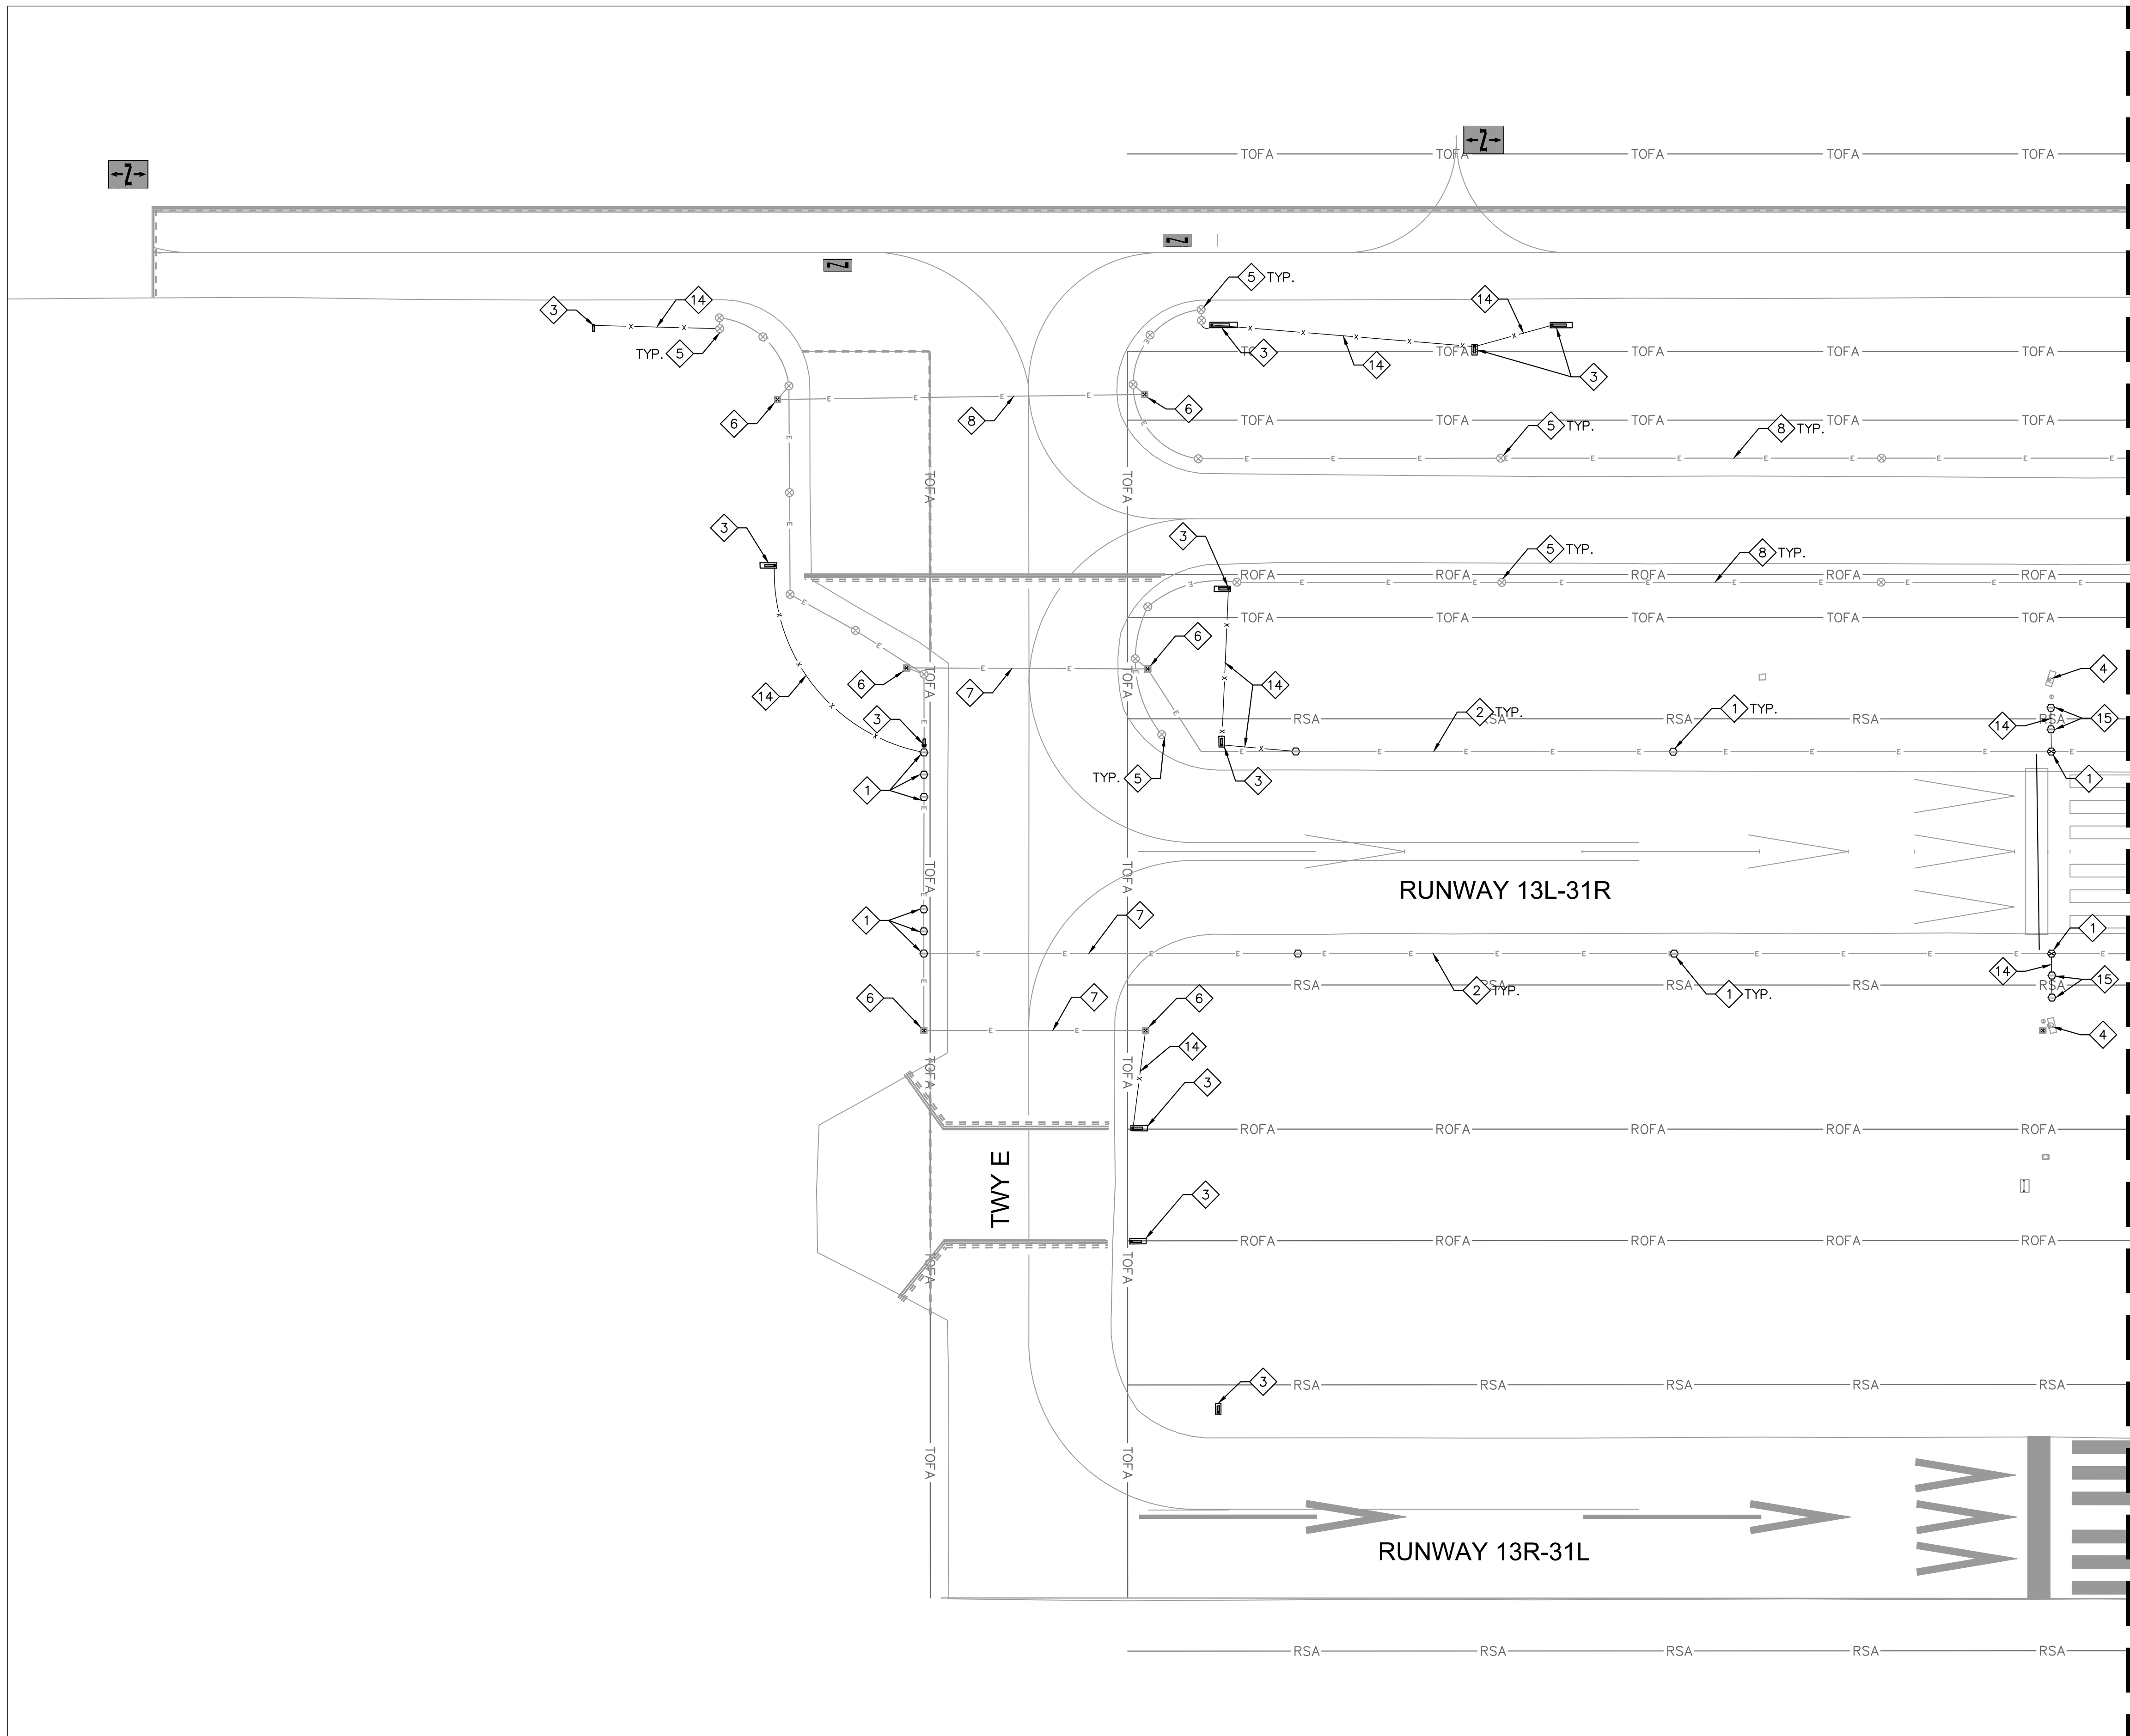 TOFA TOFA TOFA TOFA TOFA
Z
Z
Z
Z
5 TYP.
3
14
14
TYP. 5
TOFA TOFA TOFA TOFA TOFA
3
14
3
6
8
6
TOFA TOFA TOFA TOFA TOFA
5 TYP.
8 TYP.
E E E E E E E E E E
TOFA
TOFA
3
3
5 TYP.
8 TYP.
ROFA ROFA ROFA ROFA ROFA
E E E E E E E E E
TOFA TOFA TOFA TOFA TOFA
6
6
7
TOFA
TOFA
14
14
4
3
RSA RSA RSA RSA RSA
2 TYP.
1 TYP.
14
15
E E E E E E E E E
TYP. 5
3
1
1
TOFA
TOFA
RUNWAY 13L-31R
1
7
1
E E E E E E E E E E E E E
14
15
RSA RSA RSA RSA RSA
2 TYP.
1 TYP.
6
7
6
E E
4
14
TOFA
TOFA
3
ROFA ROFA ROFA ROFA ROFA
TWY E
3
ROFA ROFA ROFA ROFA ROFA
TOFA
TOFA
3
RSA RSA RSA RSA RSA
TOFA
TOFA
RUNWAY 13R-31L
RSA RSA RSA RSA RSA